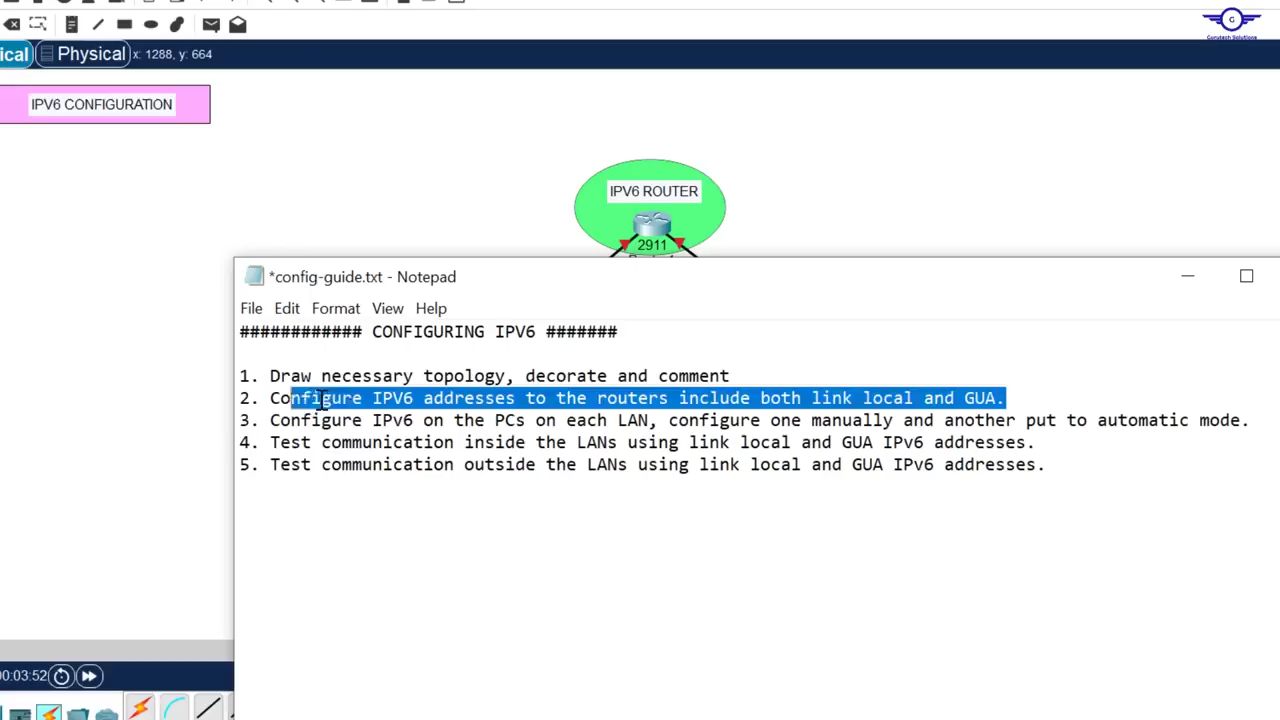 G
Gurutech Solutions
ical
Physical
x: 1288, y: 664
IPV6 CONFIGURATION
IPV6 ROUTER
2911
*config-guide.txt - Notepad
File Edit Format View Help
############ CONFIGURING IPV6 #######
1. Draw necessary topology, decorate and comment
2. Configure IPV6 addresses to the routers include both link local and GUA.
3. Configure IPv6 on the PCs on each LAN, configure one manually and another put to automatic mode.
4. Test communication inside the LANs using link local and GUA IPv6 addresses.
5. Test communication outside the LANs using link local and GUA IPv6 addresses.
00:03:52